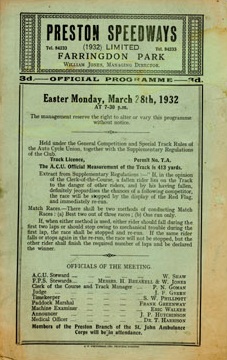 PRESTON SPEEDWAYS
Tel. 84233 (1932) LIMITED Tel. 84233
FARRINGDON PARK
WILLIAM JONES, MANAGING DIRECTOR.
3d.—OFFICIAL PROGRAMME—3d.
Easter Monday, March 28th, 1932
AT 7-30 p.m.
The management reserve the right to alter or vary this programme
without notice.
Held under the General Competition and Speedal Track Rules of
the Auto Cycle Union, together with the Supplementary Regulations
of the Club.
Track Licence, Permit No. T.A.
The A.C.U. Official Measurement of the Track is 413 yards.
Extract from Supplementary Regulations :—" If, in the opinion
of the Clerk-of-the-Course, a fallen rider lies on the Track
to the danger of other riders, and by his having fallen,
definitely jeopardises the chances of a following competitor,
the race will be stopped by the display of the Red Flag,
and immediately re-run.
Match Races—There shall be two methods of conducting Match
Races : (a) Best two out of three races ; (b) One run only.
If, when either method is used, either rider should fall during the
first two laps or should stop owing to mechanical trouble during the
first lap, the race shall be stopped and re-run. If the same rider
falls or stops again in the re-run, the race will not be stopped, but the
other rider shall finish the required number of laps and be declared
the winner.
OFFICIALS OF THE MEETING
A.C.U. Steward W. SHAW
F.P.S. Stewards MESSRS. H. & W. JONES
Clerk of the Course and Track Manager P. N.
Judge J. F.
Timekeeper S. W. PHILLPOTT
Paddock Marshal FRANK GREENWAY
Machine Examiner ERIC WALKER
Announcer J. P. HUTCHINSON
Medical Officer DR. T. HARRISON
Members of the Preston Branch of the St. John Ambulance
Corps will be in attendance.